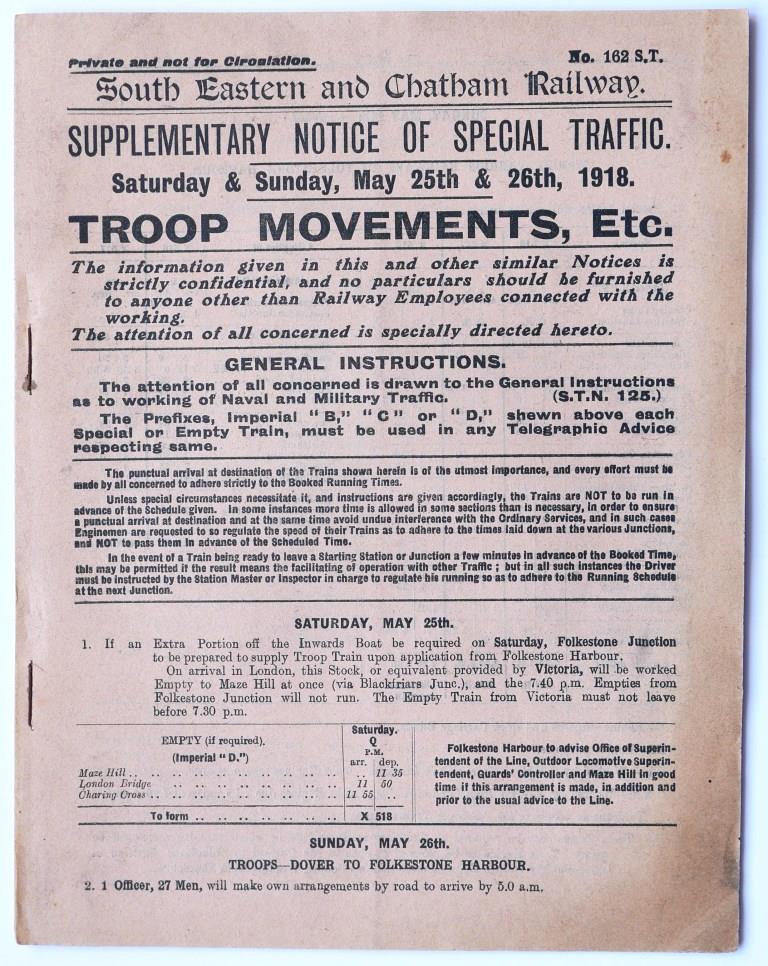 Private and not for Circulation.
No. 162 S.T.
South Eastern and Chatham Railway.
SUPPLEMENTARY NOTICE OF SPECIAL TRAFFIC.
Saturday & Sunday, May 25th & 26th, 1918.
TROOP MOVEMENTS, Etc.
The information given in this and other similar Notices is
strictly confidential, and no particulars should be furnished
to anyone other than Railway Employees connected with the
working.
The attention of all concerned is specially directed hereto.
GENERAL INSTRUCTIONS.
The attention of all concerned is drawn to the General Instructions
as to working of Naval and Military Traffic. (S.T.N. 125.)
The Prefixes, Imperial "B," "C" or "D," shewn above each
Special or Empty Train, must be used in any Telegraphic Advice
respecting same.
The punctual arrival at destination of the Trains shown herein is of the utmost importance, and every effort must be
made by all concerned to adhere strictly to the Booked Running Times.
Unless special circumstances necessitate it, and instructions are given accordingly, the Trains are NOT to be run in
advance of the Schedule given. In some instances more time is allowed in some sections than is necessary, in order to ensure
a punctual arrival at destination and at the same time avoid undue interference with the Ordinary Services, and in such cases
Enginemen are requested to so regulate the speed of their Trains as to adhere to the times laid down at the various Junctions,
and NOT to pass them in advance of the Scheduled Time.
In the event of a Train being ready to leave a Starting Station or Junction a few minutes in advance of the Booked Time,
this may be permitted if the result means the facilitating of operation with other Traffic ; but in all such instances the Driver
must be instructed by the Station Master or Inspector in charge to regulate his running so as to adhere to the Running Schedule
at the next Junction.
SATURDAY, MAY 25th.
1. If an Extra Portion off the Inwards Boat be required on Saturday, Folkestone Junction
to be prepared to supply Troop Train upon application from Folkestone Harbour.
On arrival in London, this Stock, or equivalent provided by Victoria, will be worked
Empty to Maze Hill at once (via Blackfriars Junc.), and the 7.40 p.m. Empties from
Folkestone Junction will not run. The Empty Train from Victoria must not leave
before 7.30 p.m.
EMPTY (if required).
(Imperial "D.")
Saturday.
Q
P.M.
arr. dep.
Maze Hill .. .. .. .. .. .. .. .. .. .. 11 35
London Bridge .. .. .. .. .. .. .. .. 11 50
Charing Cross .. .. .. .. .. .. .. .. 11 55 ..
To form .. .. .. .. .. X 518
Folkestone Harbour to advise Office of Superin-
tendent of the Line, Outdoor Locomotive Superin-
tendent, Guards' Controller and Maze Hill in good
time if this arrangement is made, in addition and
prior to the usual advice to the Line.
SUNDAY, MAY 26th.
TROOPS—DOVER TO FOLKESTONE HARBOUR.
2. 1 Officer, 27 Men, will make own arrangements by road to arrive by 5.0 a.m.